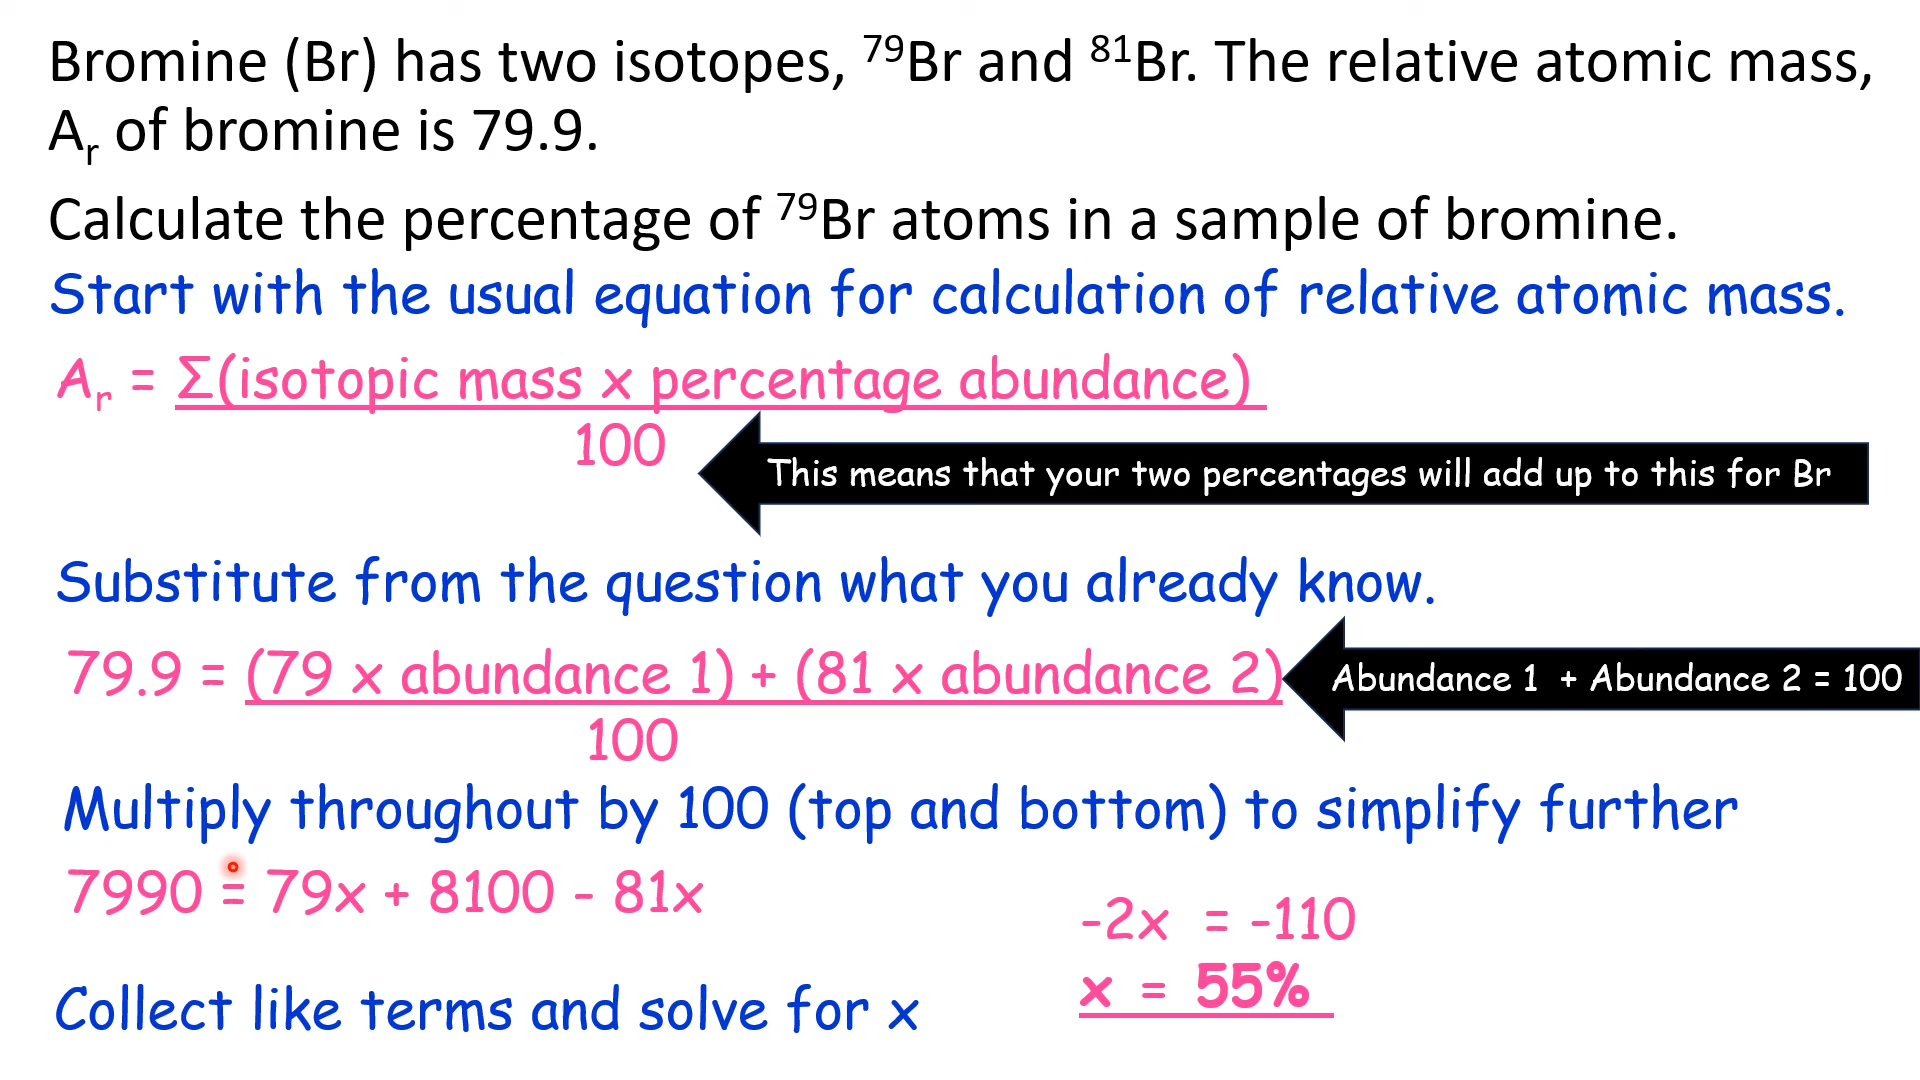 Bromine (Br) has two isotopes, ⁷⁹Br and ⁸¹Br. The relative atomic mass,
Aᵣ of bromine is 79.9.
Calculate the percentage of ⁷⁹Br atoms in a sample of bromine.
Start with the usual equation for calculation of relative atomic mass.
Aᵣ = Σ(isotopic mass x percentage abundance)
100
This means that your two percentages will add up to this for Br
Substitute from the question what you already know.
79.9 = (79 x abundance 1) + (81 x abundance 2)
Abundance 1 + Abundance 2 = 100
100
Multiply throughout by 100 (top and bottom) to simplify further
7990 = 79x + 8100 - 81x
-2x = -110
x = 55%
Collect like terms and solve for x